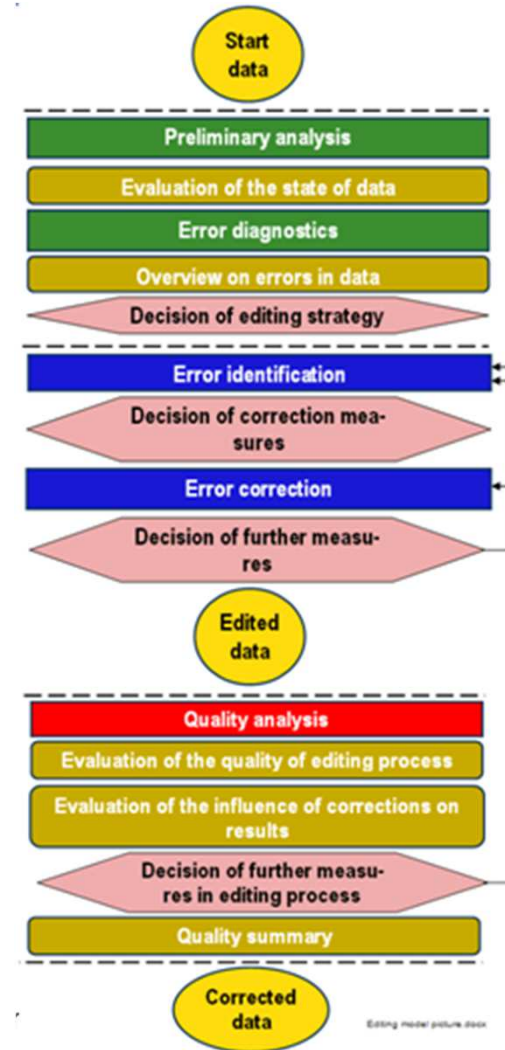 Start
data
Preliminary analysis
Evaluation of the state of data
Error diagnostics
Overview on errors in data
Decision of editing strategy
Error identification
Decision of correction mea-
sures
Error correction
Decision of further measu-
res
Edited
data
Quality analysis
Evaluation of the quality of editing process
Evaluation of the influence of corrections on
results
Decision of further measu-
res in editing process
Quality summary
Corrected
data
Editing model picture.docx